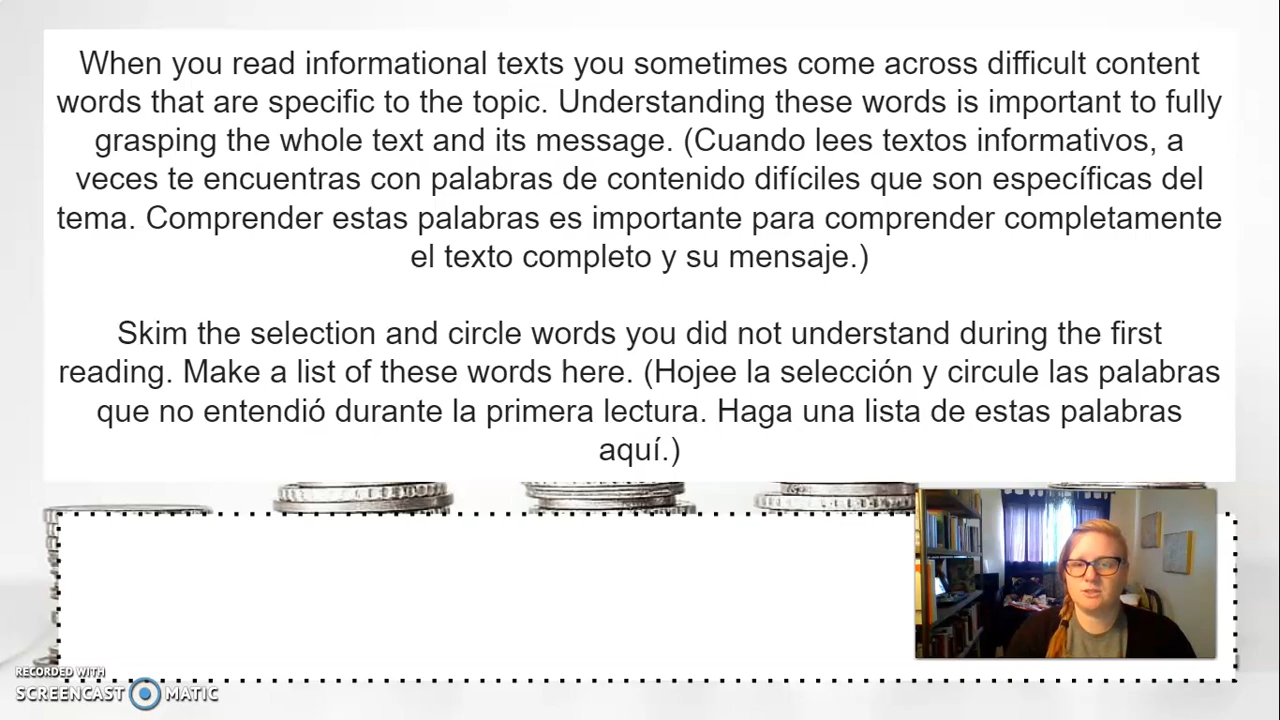 When you read informational texts you sometimes come across difficult content
words that are specific to the topic. Understanding these words is important to fully
grasping the whole text and its message. (Cuando lees textos informativos, a
veces te encuentras con palabras de contenido difíciles que son específicas del
tema. Comprender estas palabras es importante para comprender completamente
el texto completo y su mensaje.)
Skim the selection and circle words you did not understand during the first
reading. Make a list of these words here. (Hojee la selección y circule las palabras
que no entendió durante la primera lectura. Haga una lista de estas palabras
aquí.)
RECORDED WITH
SCREENCAST MATIC